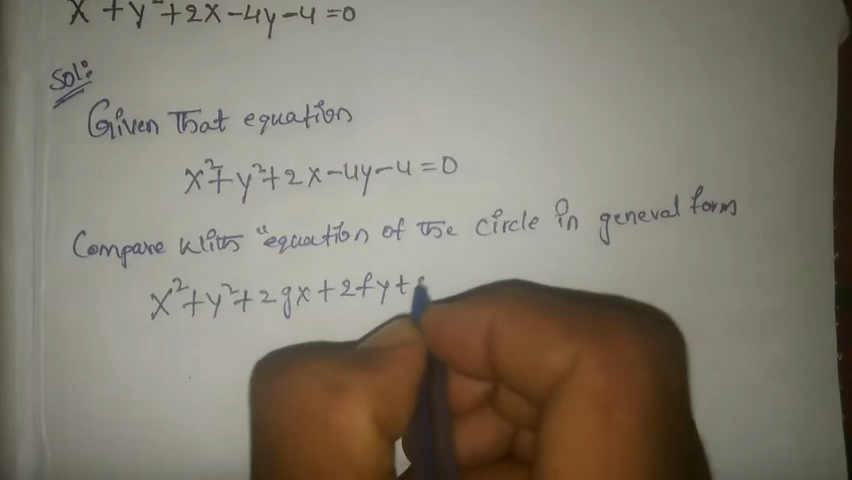 x²+y²+2x-4y-4=0
Sol:
Given That equation
x²+y²+2x-4y-4=0
Compare With "equation of the circle in general form
x²+y²+2gx+2fy+